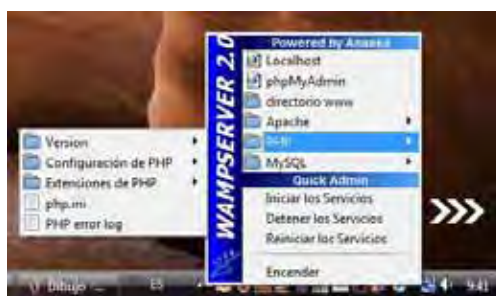 WAMPSERVER 2.0
Powered by Anaska
Localhost
phpMyAdmin
directorio www
Apache
PHP
MySQL
Quick Admin
Iniciar los Servicios
Detener los Servicios
Reiniciar los Servicios
Encender
Version
Configuración de PHP
Extenciones de PHP
php.ini
PHP error log
Dibujo
ES
9:41